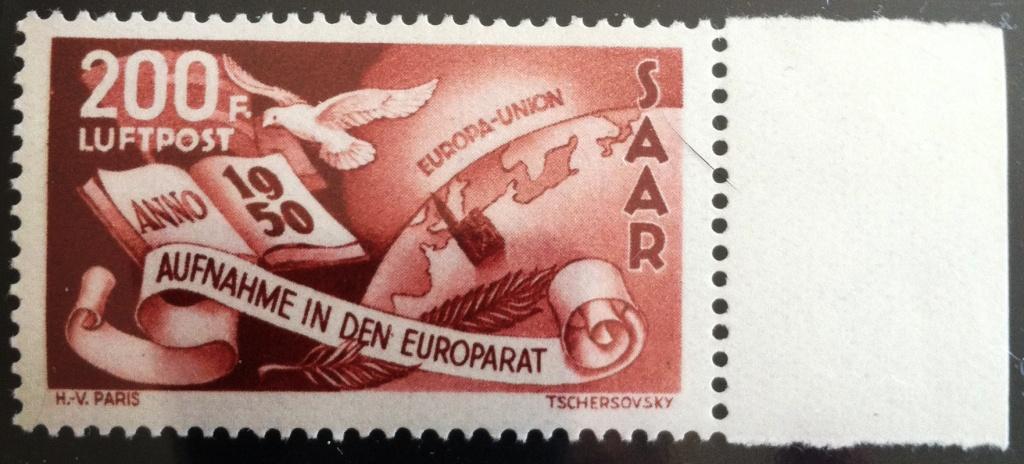 200 F.
LUFTPOST
EUROPA-UNION
SAAR
ANNO
19
50
AUFNAHME IN DEN EUROPARAT
H.-V. PARIS
TSCHERSOVSKY